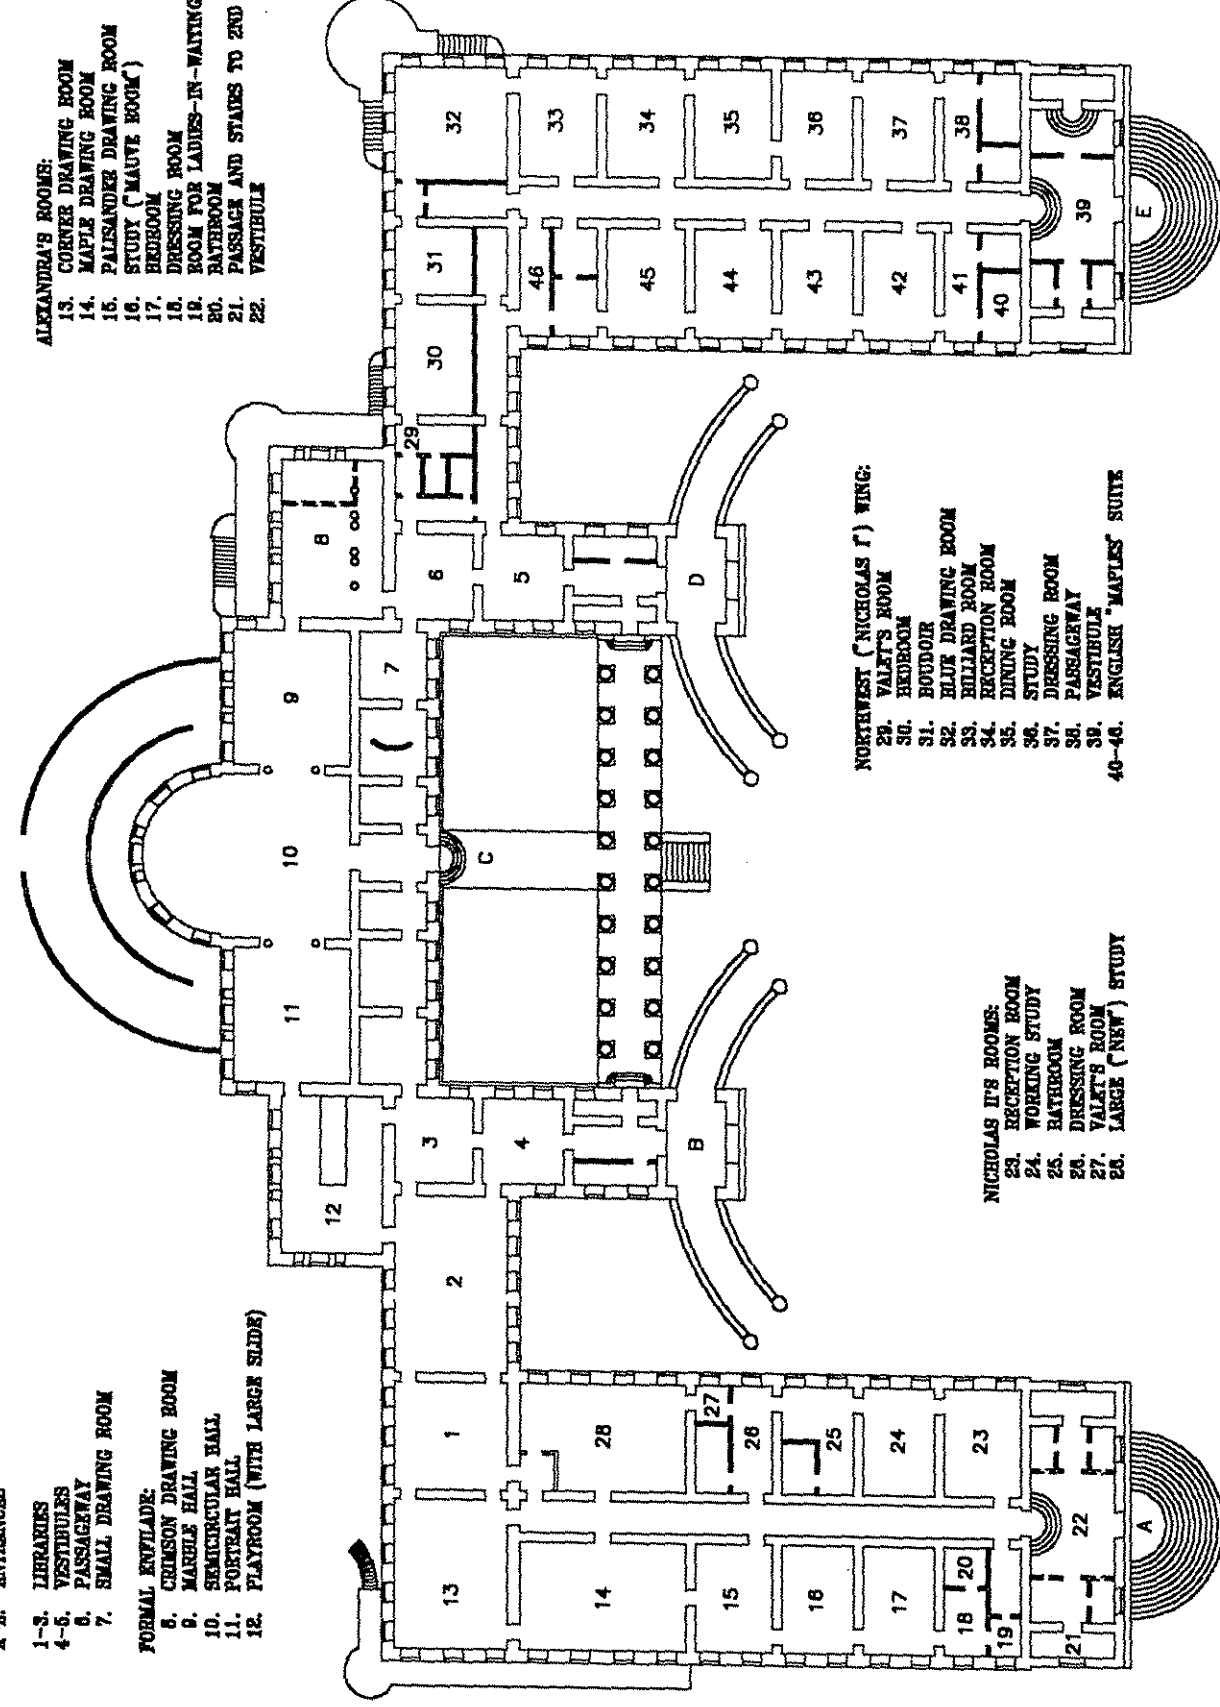 1-3. LIBRARIES
4-5. VESTIBULES
6. PASSAGEWAY
7. SMALL DRAWING ROOM
FORMAL ENFILADE:
8. CRIMSON DRAWING ROOM
9. MARBLE HALL
10. SEMICIRCULAR HALL
11. PORTRAIT HALL
12. PLAYROOM (WITH LARGE SLIDE)
ALEXANDRA'S ROOMS:
13. CORNER DRAWING ROOM
14. MAPLE DRAWING ROOM
15. PALISANDER DRAWING ROOM
16. STUDY ("MAUVE ROOM")
17. BEDROOM
18. DRESSING ROOM
19. ROOM FOR LADIES-IN-WAITING
20. BATHROOM
21. PASSAGE AND STAIRS TO 2ND
22. VESTIBULE
NICHOLAS II'S ROOMS:
23. RECEPTION ROOM
24. WORKING STUDY
25. BATHROOM
26. DRESSING ROOM
27. VALET'S ROOM
28. LARGE ("NEW") STUDY
NORTHWEST ("NICHOLAS I") WING:
29. VALET'S ROOM
30. BEDROOM
31. BOUDOIR
32. BLUE DRAWING ROOM
33. BILLIARD ROOM
34. RECEPTION ROOM
35. DINING ROOM
36. STUDY
37. DRESSING ROOM
38. PASSAGEWAY
39. VESTIBULE
40-46. ENGLISH "MAPLES" SUITE
12
11
10
9
8
7
13
1
2
3
4
5
6
29
30
31
32
14
28
15
27
26
16
25
17
24
18
20
23
19
21
22
A
B
C
D
E
46
33
45
34
44
35
43
36
42
37
41
38
40
39